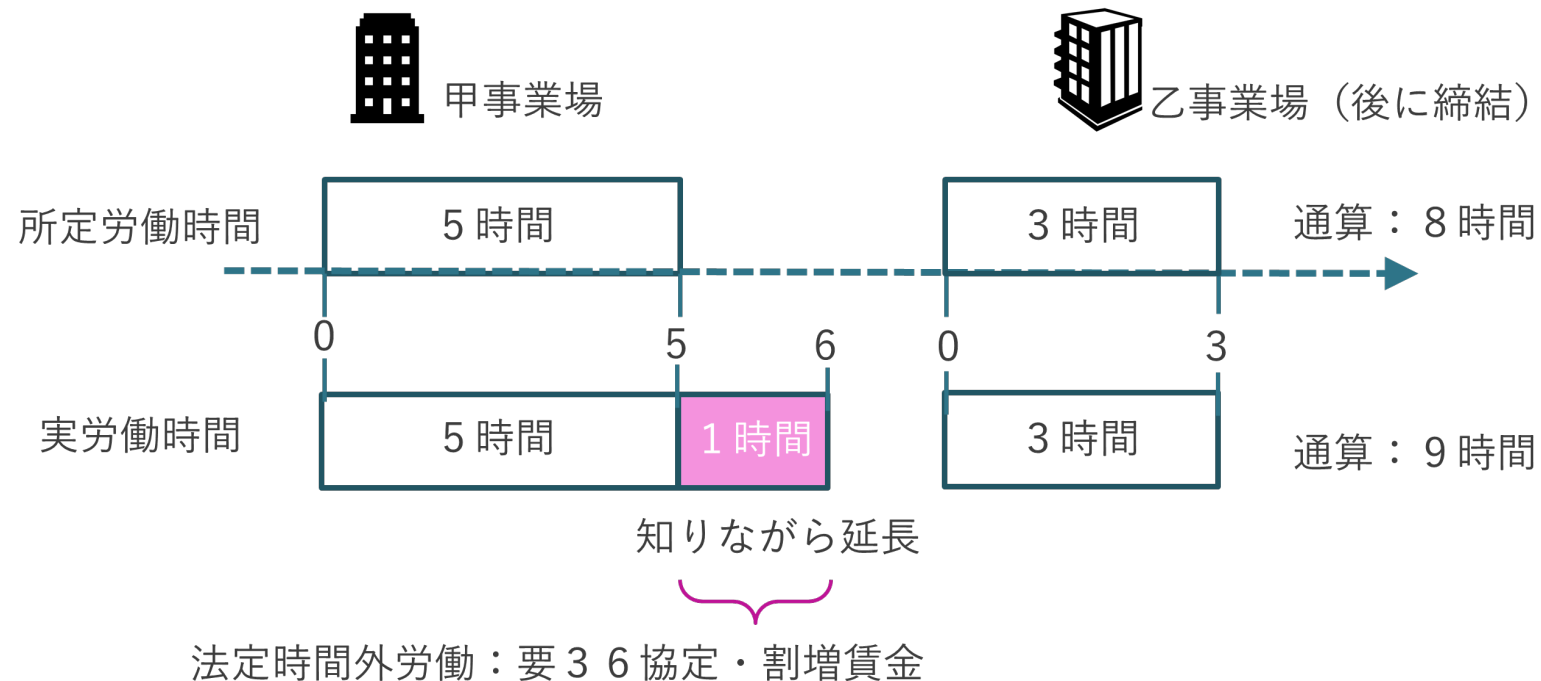 甲事業場
乙事業場（後に締結）
所定労働時間
５時間
３時間
通算：８時間
0
5
6
0
3
実労働時間
５時間
１時間
３時間
通算：９時間
知りながら延長
法定時間外労働：要３６協定・割増賃金